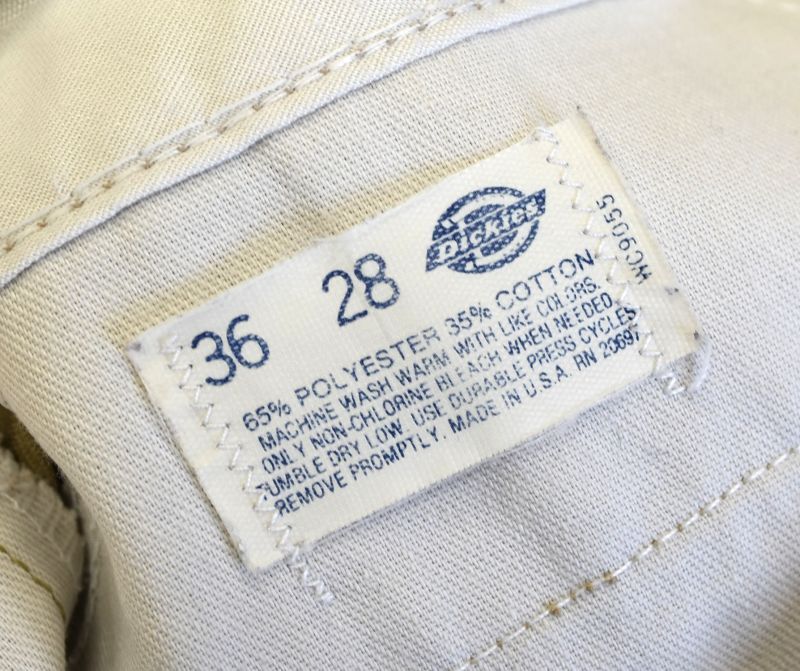 36 28 Dickies
65% POLYESTER 35% COTTON
MACHINE WASH WARM WITH LIKE COLORS.
ONLY NON-CHLORINE BLEACH WHEN NEEDED.
TUMBLE DRY LOW. USE DURABLE PRESS CYCLES
REMOVE PROMPTLY. MADE IN U.S.A. RN 20697
WC9055